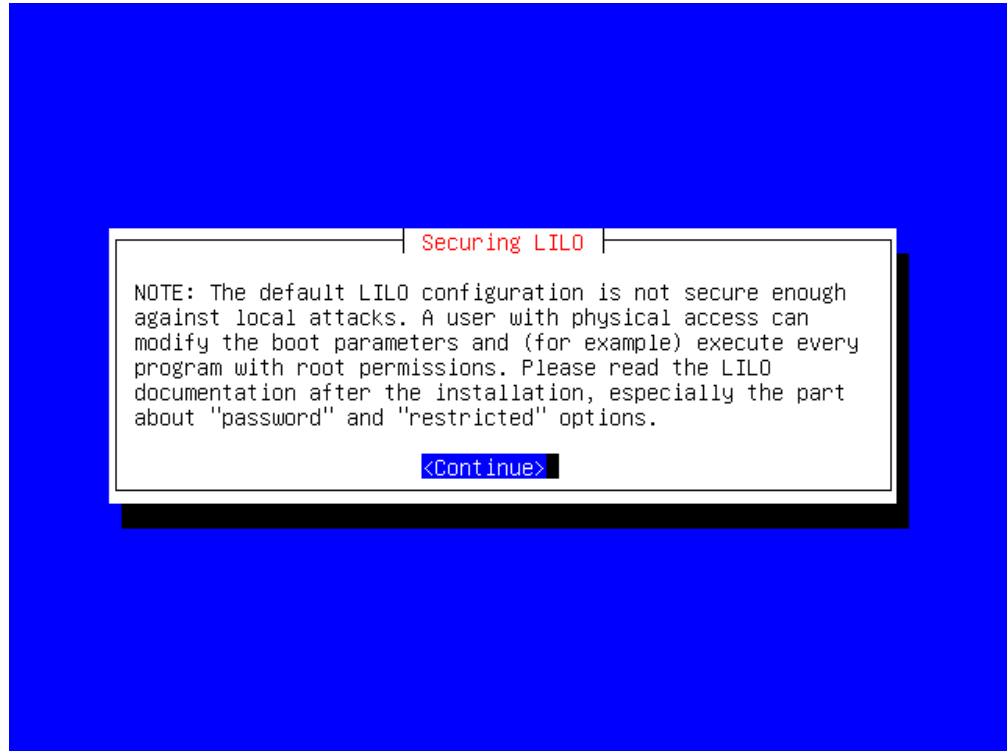 Securing LILO
NOTE: The default LILO configuration is not secure enough
against local attacks. A user with physical access can
modify the boot parameters and (for example) execute every
program with root permissions. Please read the LILO
documentation after the installation, especially the part
about "password" and "restricted" options.
<Continue>